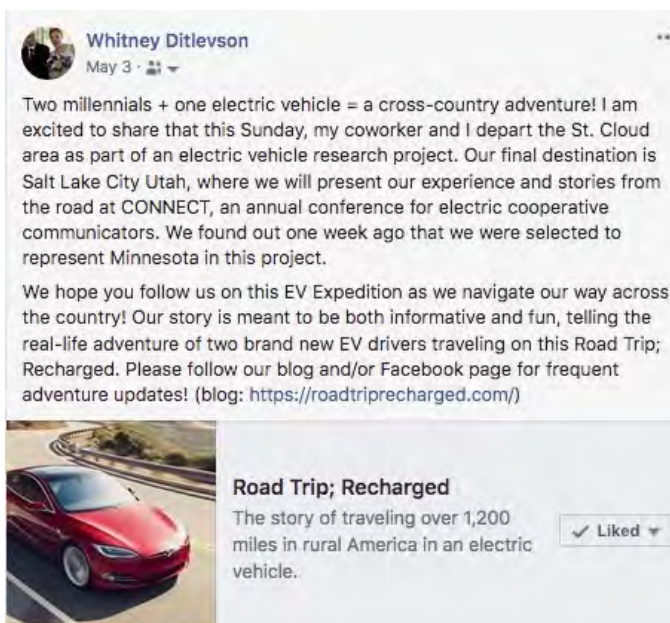 Whitney Ditlevson
May 3 ·
Two millennials + one electric vehicle = a cross-country adventure! I am
excited to share that this Sunday, my coworker and I depart the St. Cloud
area as part of an electric vehicle research project. Our final destination is
Salt Lake City Utah, where we will present our experience and stories from
the road at CONNECT, an annual conference for electric cooperative
communicators. We found out one week ago that we were selected to
represent Minnesota in this project.
We hope you follow us on this EV Expedition as we navigate our way across
the country! Our story is meant to be both informative and fun, telling the
real-life adventure of two brand new EV drivers traveling on this Road Trip;
Recharged. Please follow our blog and/or Facebook page for frequent
adventure updates! (blog: https://roadtriprecharged.com/)
Road Trip; Recharged
The story of traveling over 1,200
miles in rural America in an electric
vehicle.
Liked